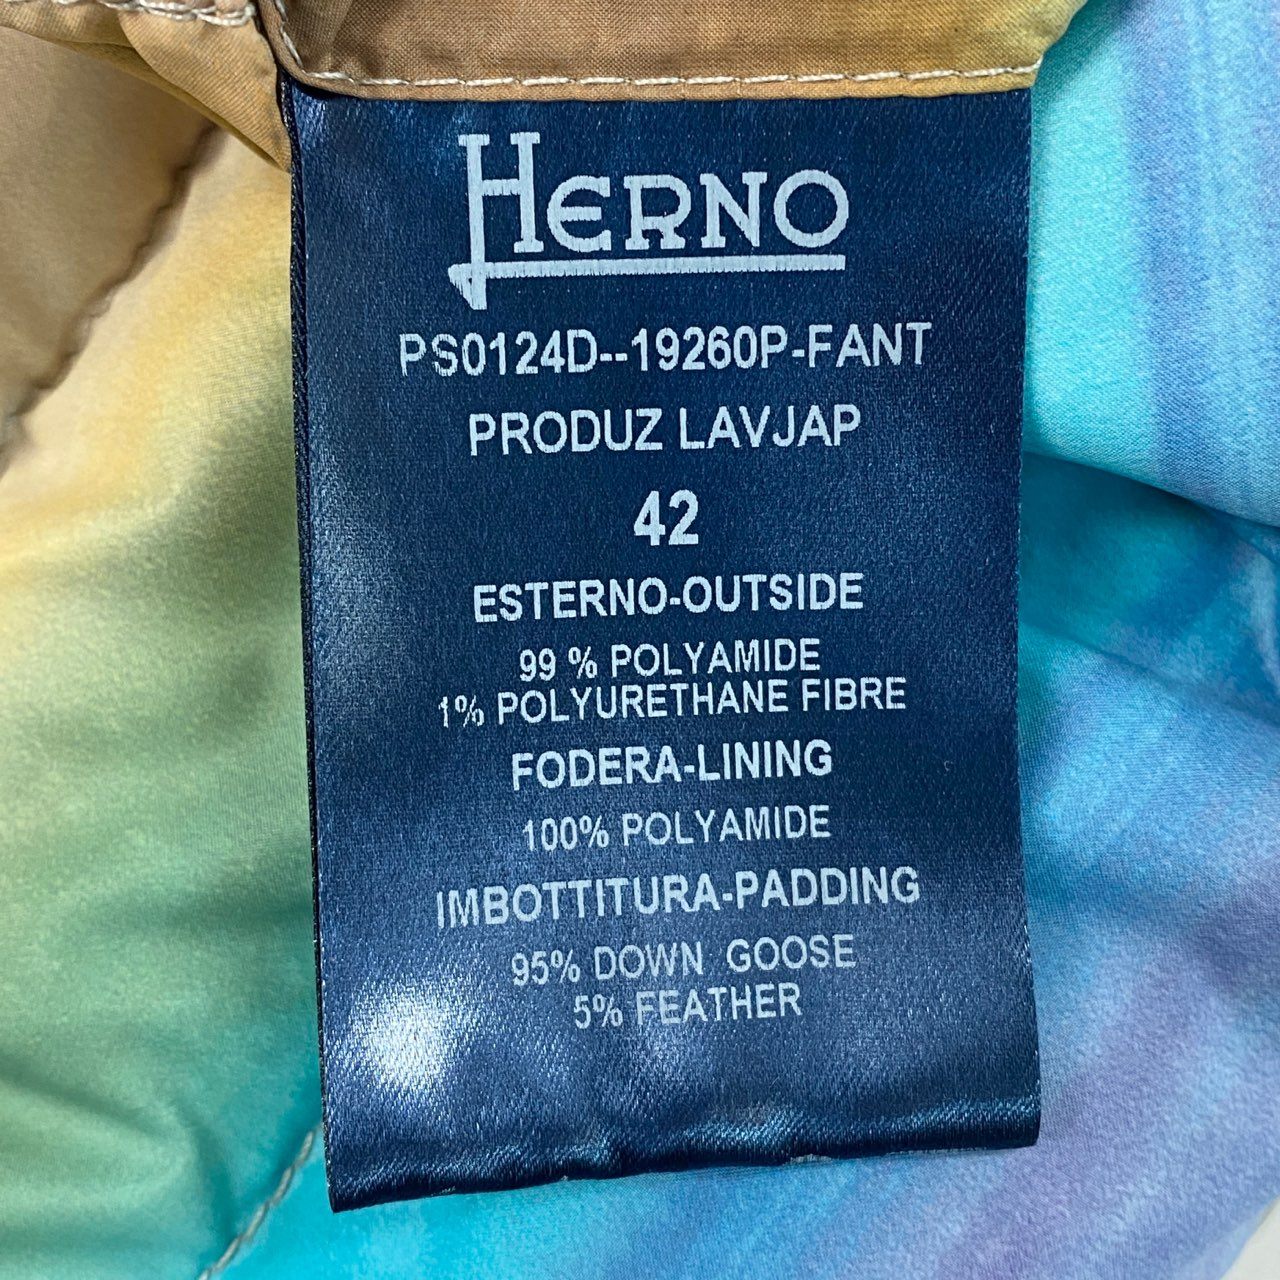 HERNO
PS0124D--19260P-FANT
PRODUZ LAVJAP
42
ESTERNO-OUTSIDE
99 % POLYAMIDE
1% POLYURETHANE FIBRE
FODERA-LINING
100% POLYAMIDE
IMBOTTITURA-PADDING
95% DOWN GOOSE
5% FEATHER